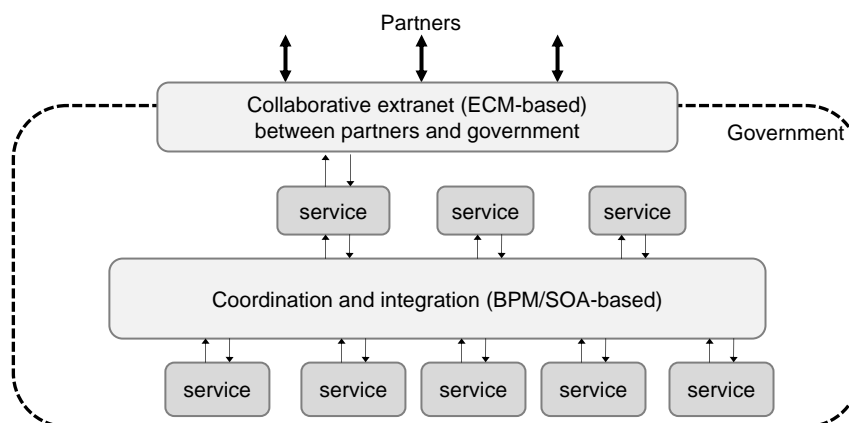 Partners
Collaborative extranet (ECM-based)
between partners and government
Government
service
service
service
Coordination and integration (BPM/SOA-based)
service
service
service
service
service